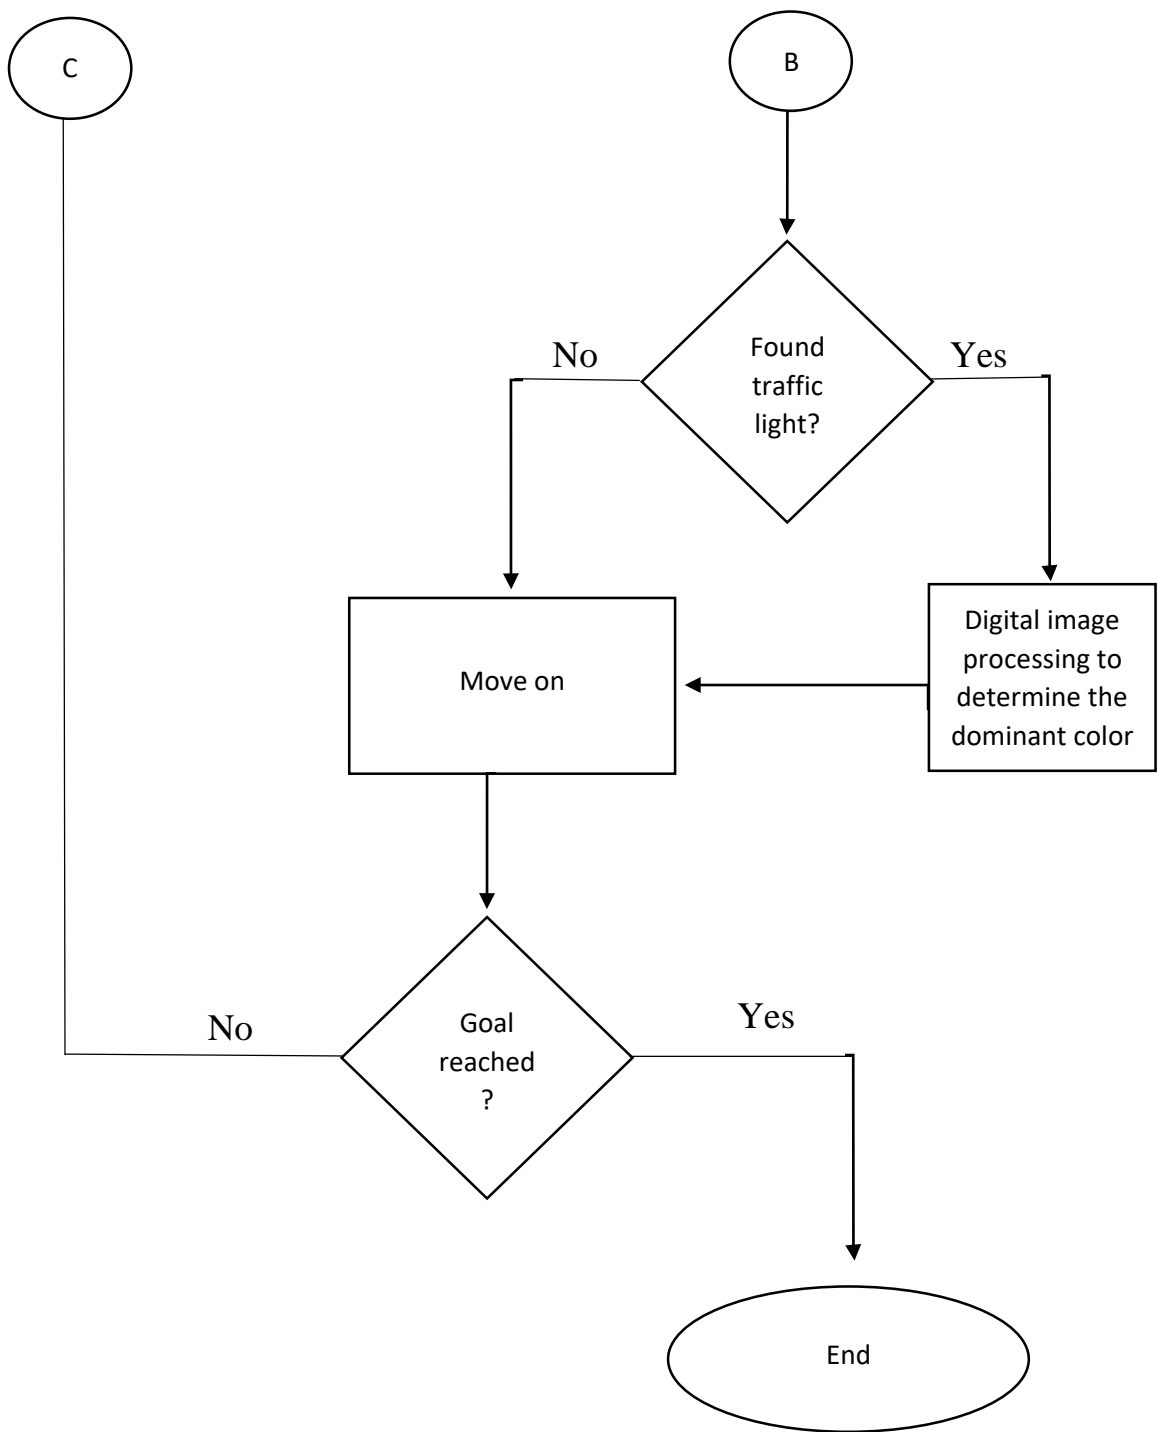 C
B
Found
traffic
light?
No
Yes
Move on
Digital image
processing to
determine the
dominant color
Goal
reached
?
No
Yes
End